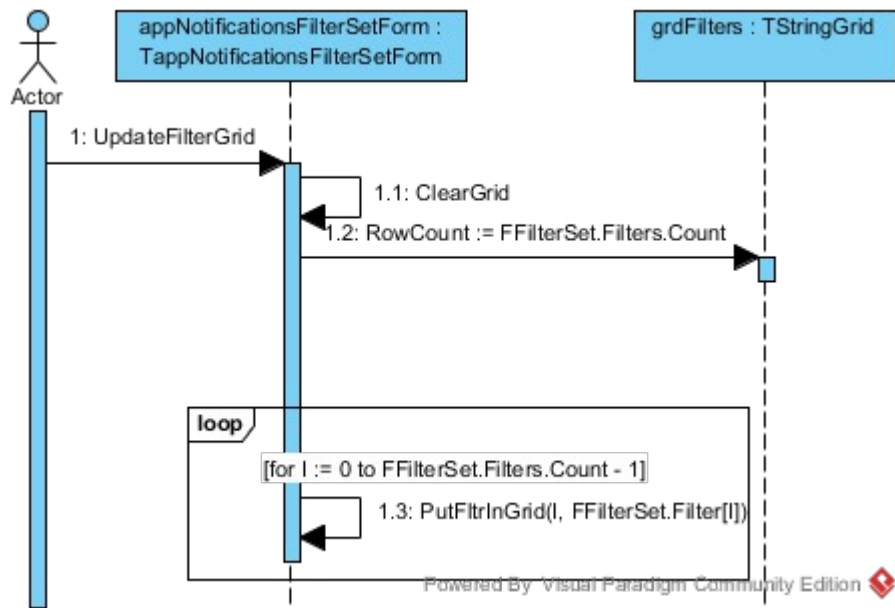 appNotificationsFilterSetForm :
TappNotificationsFilterSetForm
grdFilters : TStringGrid
Actor
1: UpdateFilterGrid
1.1: ClearGrid
1.2: RowCount := FFilterSet.Filters.Count
loop
[for I := 0 to FFilterSet.Filters.Count - 1]
1.3: PutFltrInGrid(I, FFilterSet.Filter[I])
Powered By Visual Paradigm Community Edition